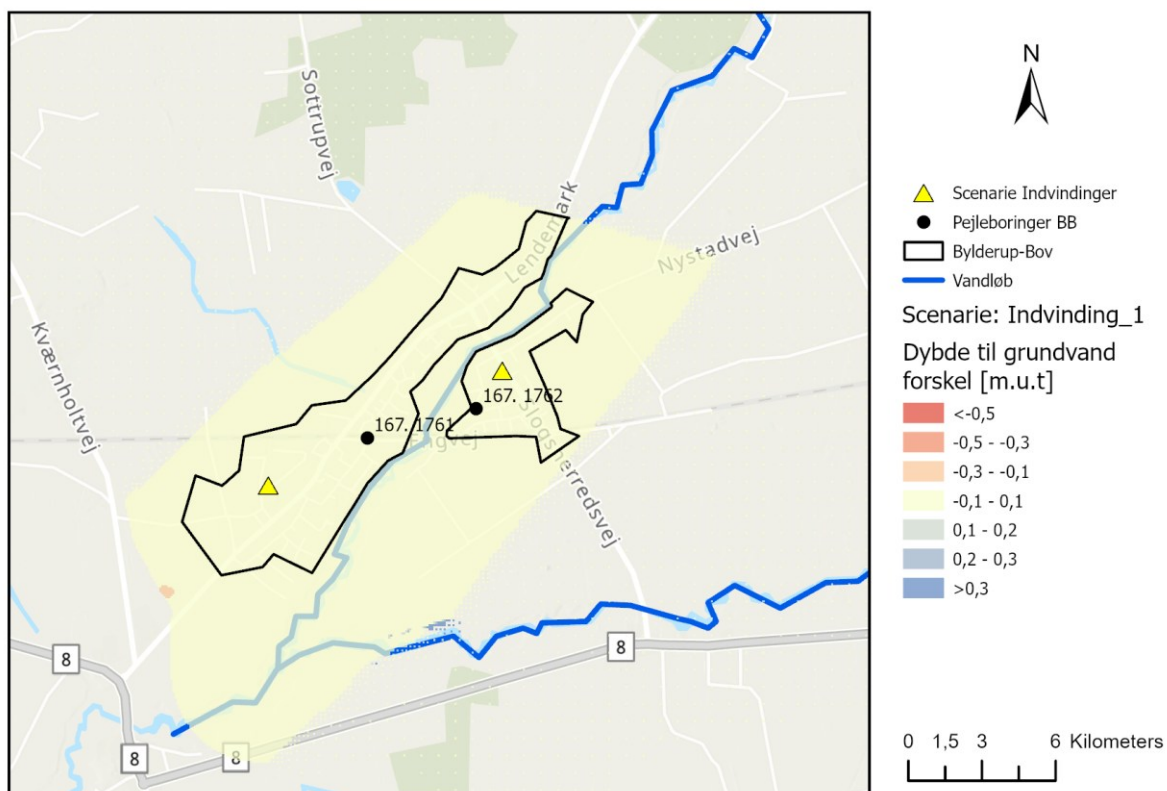 Sottrupvej
Lendemark
Nystadvej
Kværnholtvej
167. 1762
167. 1761
Engvej
Slogsherredsvej
8
8
8
8
N
Scenarie Indvindinger
Pejleboringer BB
Bylderup-Bov
Vandløb
Scenarie: Indvinding_1
Dybde til grundvand
forskel [m.u.t]
<-0,5
-0,5 - -0,3
-0,3 - -0,1
-0,1 - 0,1
0,1 - 0,2
0,2 - 0,3
>0,3
0 1,5 3 6 Kilometers